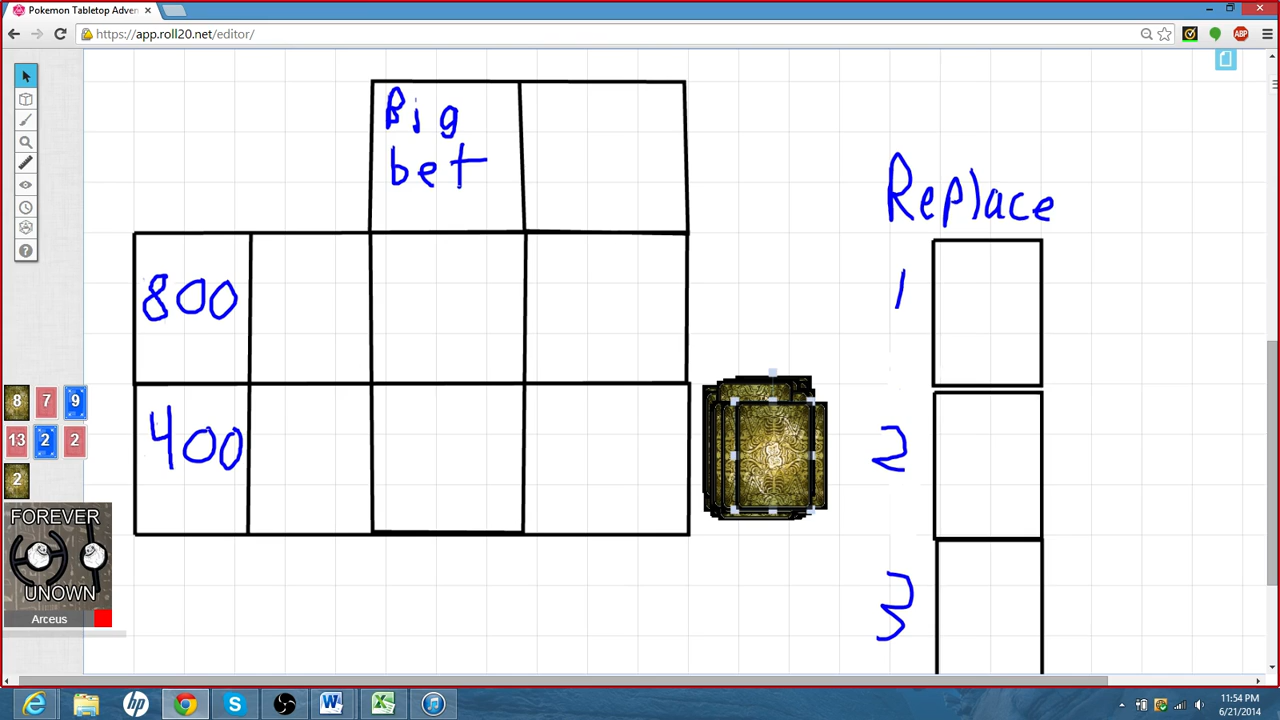 Pokemon Tabletop Adven
https://app.roll20.net/editor/
ABP
Big
bet
Replace
800
1
400
2
3
8 7 9
13 2 2
2
FOREVER
UNOWN
Arceus
11:54 PM
6/21/2014